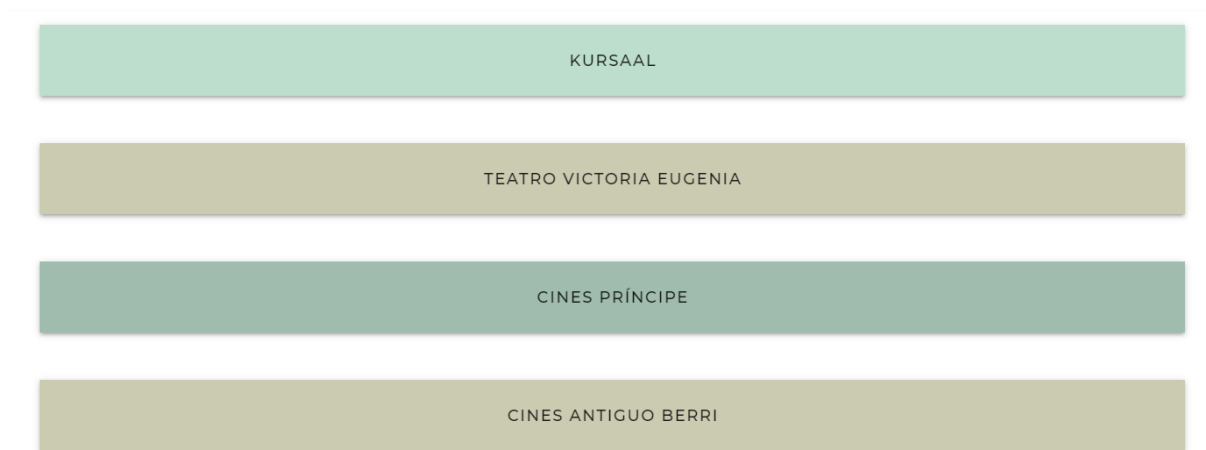 KURSAAL
TEATRO VICTORIA EUGENIA
CINES PRÍNCIPE
CINES ANTIGUO BERRI